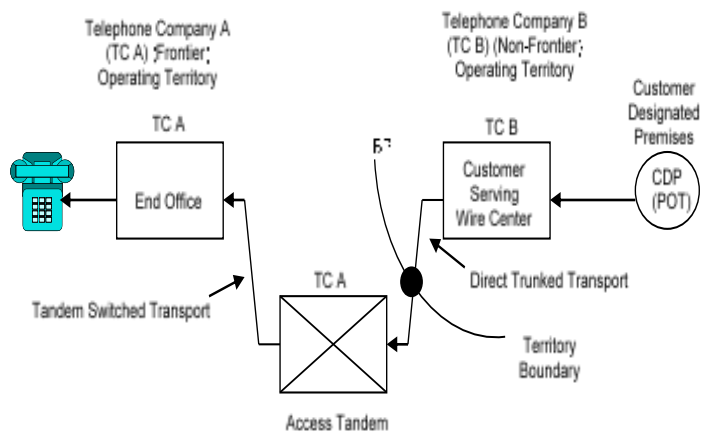 Telephone Company A
(TC A) (Frontier;
Operating Territory
Telephone Company B
(TC B) (Non-Frontier;
Operating Territory
Customer
Designated
Premises
TC A
TC B
End Office
Customer
Serving
Wire Center
CDP
(POT)
Direct Trunked Transport
Tandem Switched Transport
TC A
Territory
Boundary
Access Tandem